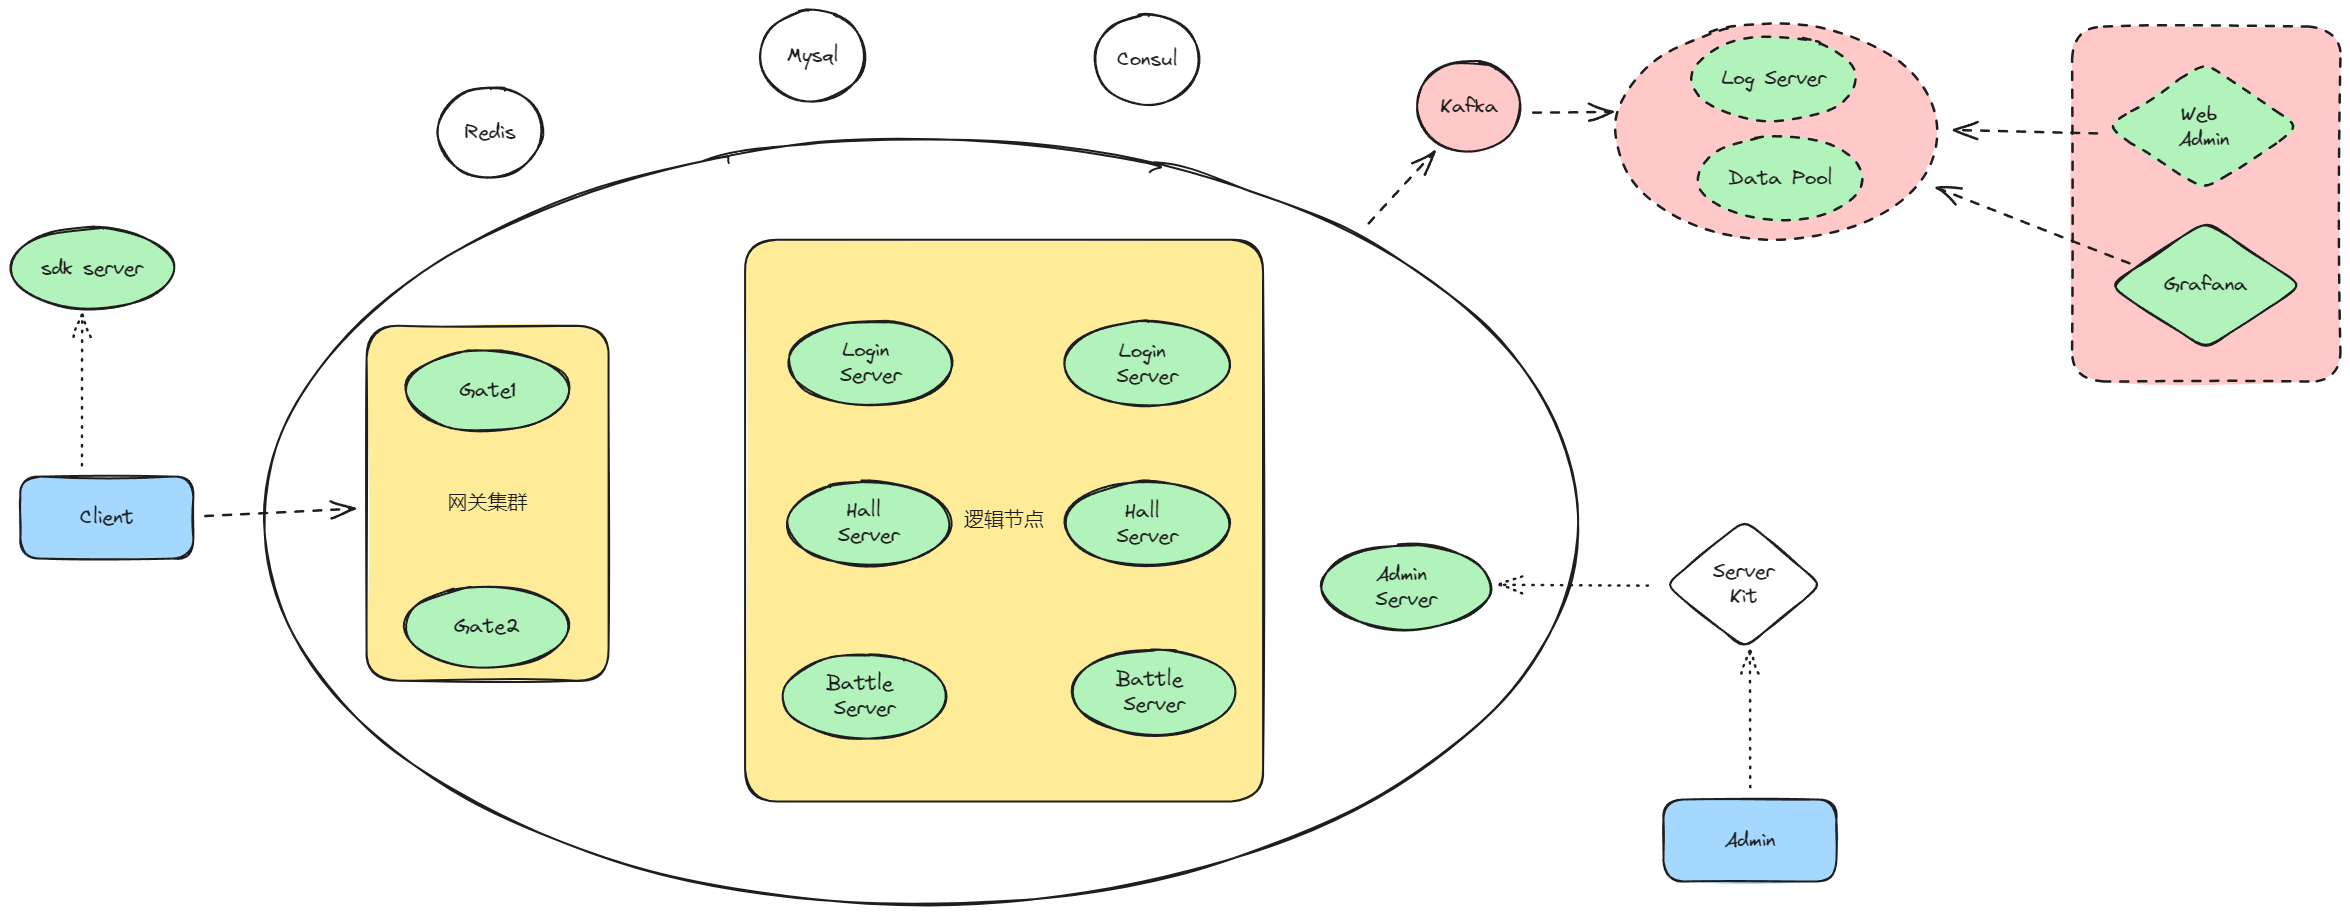 Mysql
Consul
Redis
Kafka
Log Server
Data Pool
Web
Admin
Grafana
sdk server
Client
Gate1
网关集群
Gate2
Login
Server
Login
Server
Hall
Server
逻辑节点
Hall
Server
Battle
Server
Battle
Server
Admin
Server
Server
Kit
Admin